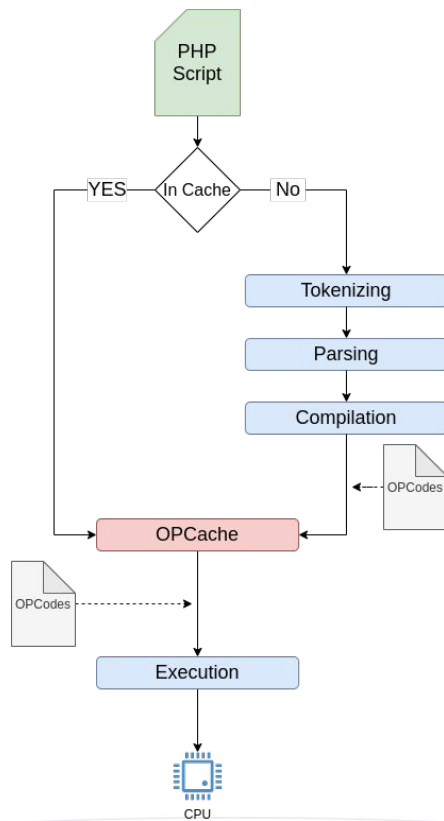 PHP
Script
In Cache
YES
No
Tokenizing
Parsing
Compilation
OPCodes
OPCache
OPCodes
Execution
CPU